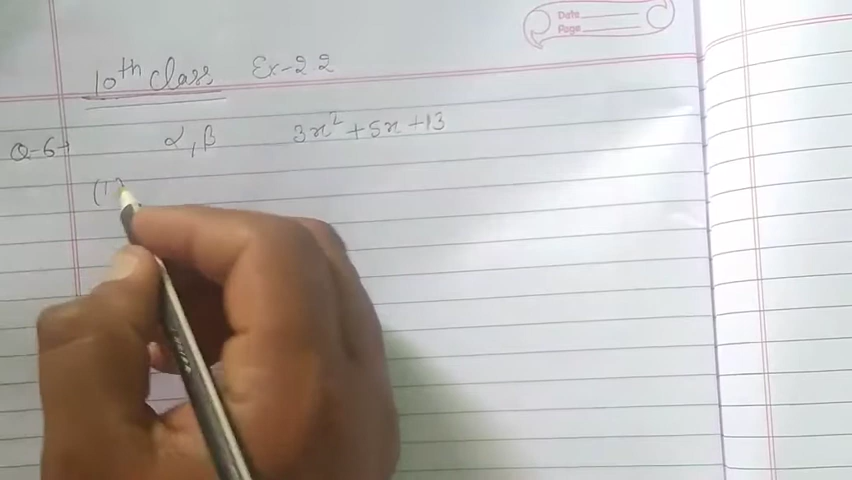 Date
Page
10th class Ex-2.2
Q-6→ α, β 3x² + 5x + 13
(1)